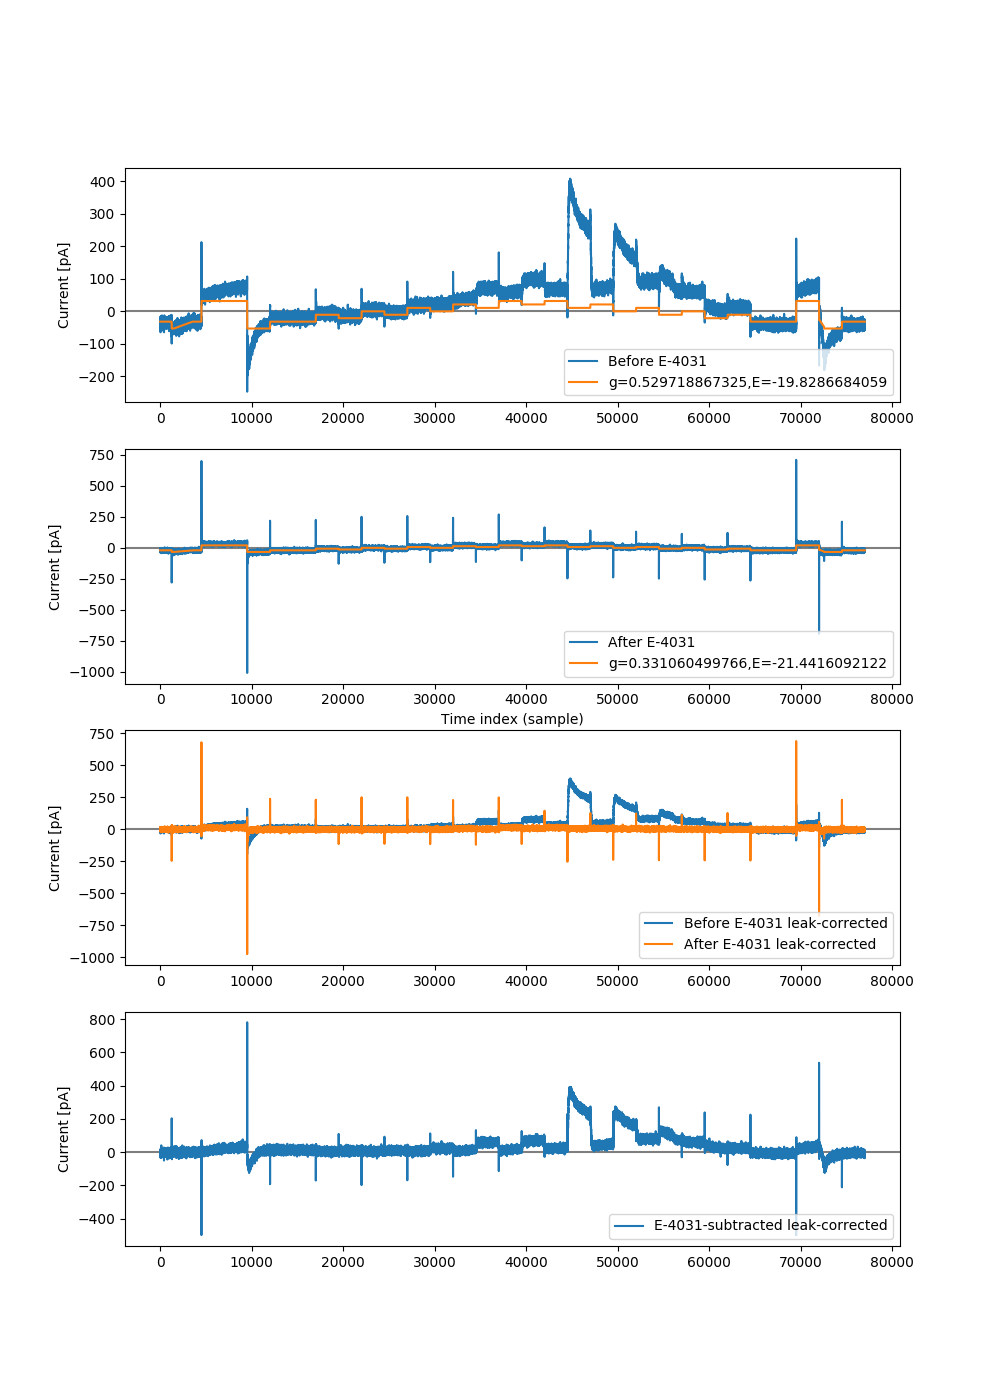 400
300
200
100
0
−100
−200
Current [pA]
Before E-4031
g=0.529718867325,E=-19.8286684059
0 10000 20000 30000 40000 50000 60000 70000 80000
750
500
250
0
−250
−500
−750
−1000
Current [pA]
After E-4031
g=0.331060499766,E=-21.4416092122
0 10000 20000 30000 40000 50000 60000 70000 80000
Time index (sample)
750
500
250
0
−250
−500
−750
−1000
Current [pA]
Before E-4031 leak-corrected
After E-4031 leak-corrected
0 10000 20000 30000 40000 50000 60000 70000 80000
800
600
400
200
0
−200
−400
Current [pA]
E-4031-subtracted leak-corrected
0 10000 20000 30000 40000 50000 60000 70000 80000